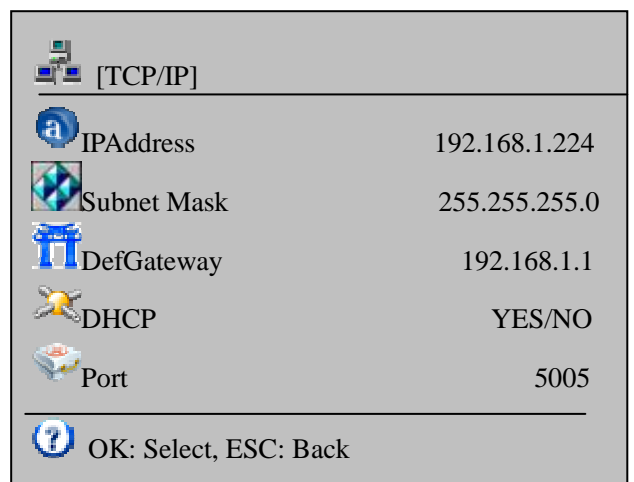 [TCP/IP]
IPAddress 192.168.1.224
Subnet Mask 255.255.255.0
DefGateway 192.168.1.1
DHCP YES/NO
Port 5005
OK: Select, ESC: Back